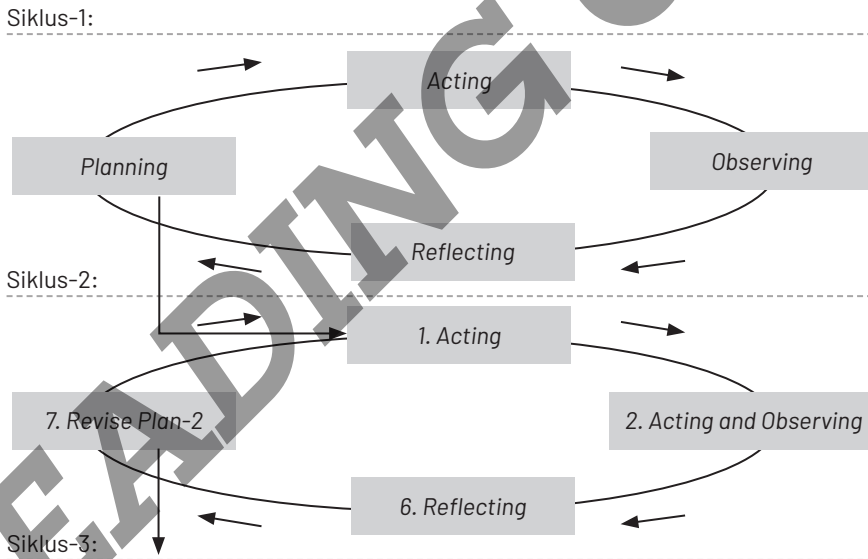 Siklus-1:
Acting
Planning
Observing
Reflecting
Siklus-2:
1. Acting
7. Revise Plan-2
2. Acting and Observing
6. Reflecting
Siklus-3:
EADING